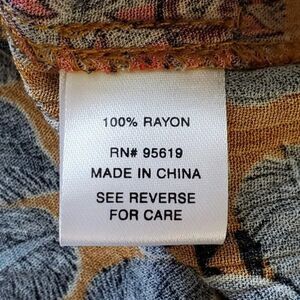 100% RAYON
RN# 95619
MADE IN CHINA
SEE REVERSE
FOR CARE